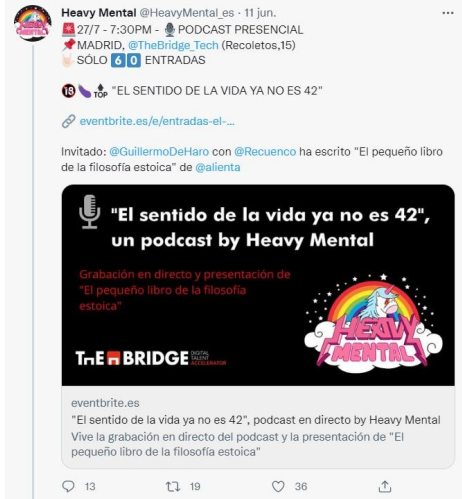 Heavy Mental @HeavyMental_es · 11 jun.
🚨27/7 - 7:30PM - 🎙️PODCAST PRESENCIAL
📌MADRID, @TheBridge_Tech (Recoletos,15)
👌🏻SÓLO 6️⃣0️⃣ ENTRADAS
🔞🍆🔝 "EL SENTIDO DE LA VIDA YA NO ES 42"
🔗 eventbrite.es/e/entradas-el-...
Invitado: @GuillermoDeHaro con @Recuenco ha escrito "El pequeño libro
de la filosofía estoica" de @alienta
"El sentido de la vida ya no es 42",
un podcast by Heavy Mental
Grabación en directo y presentación de
"El pequeño libro de la filosofía
estoica"
HEAVY
MENTAL
THE BRIDGE DIGITAL
TALENT
ACCELERATOR
eventbrite.es
"El sentido de la vida ya no es 42", podcast en directo by Heavy Mental
Vive la grabación en directo del podcast y la presentación de "El
pequeño libro de la filosofía estoica"
13 19 36